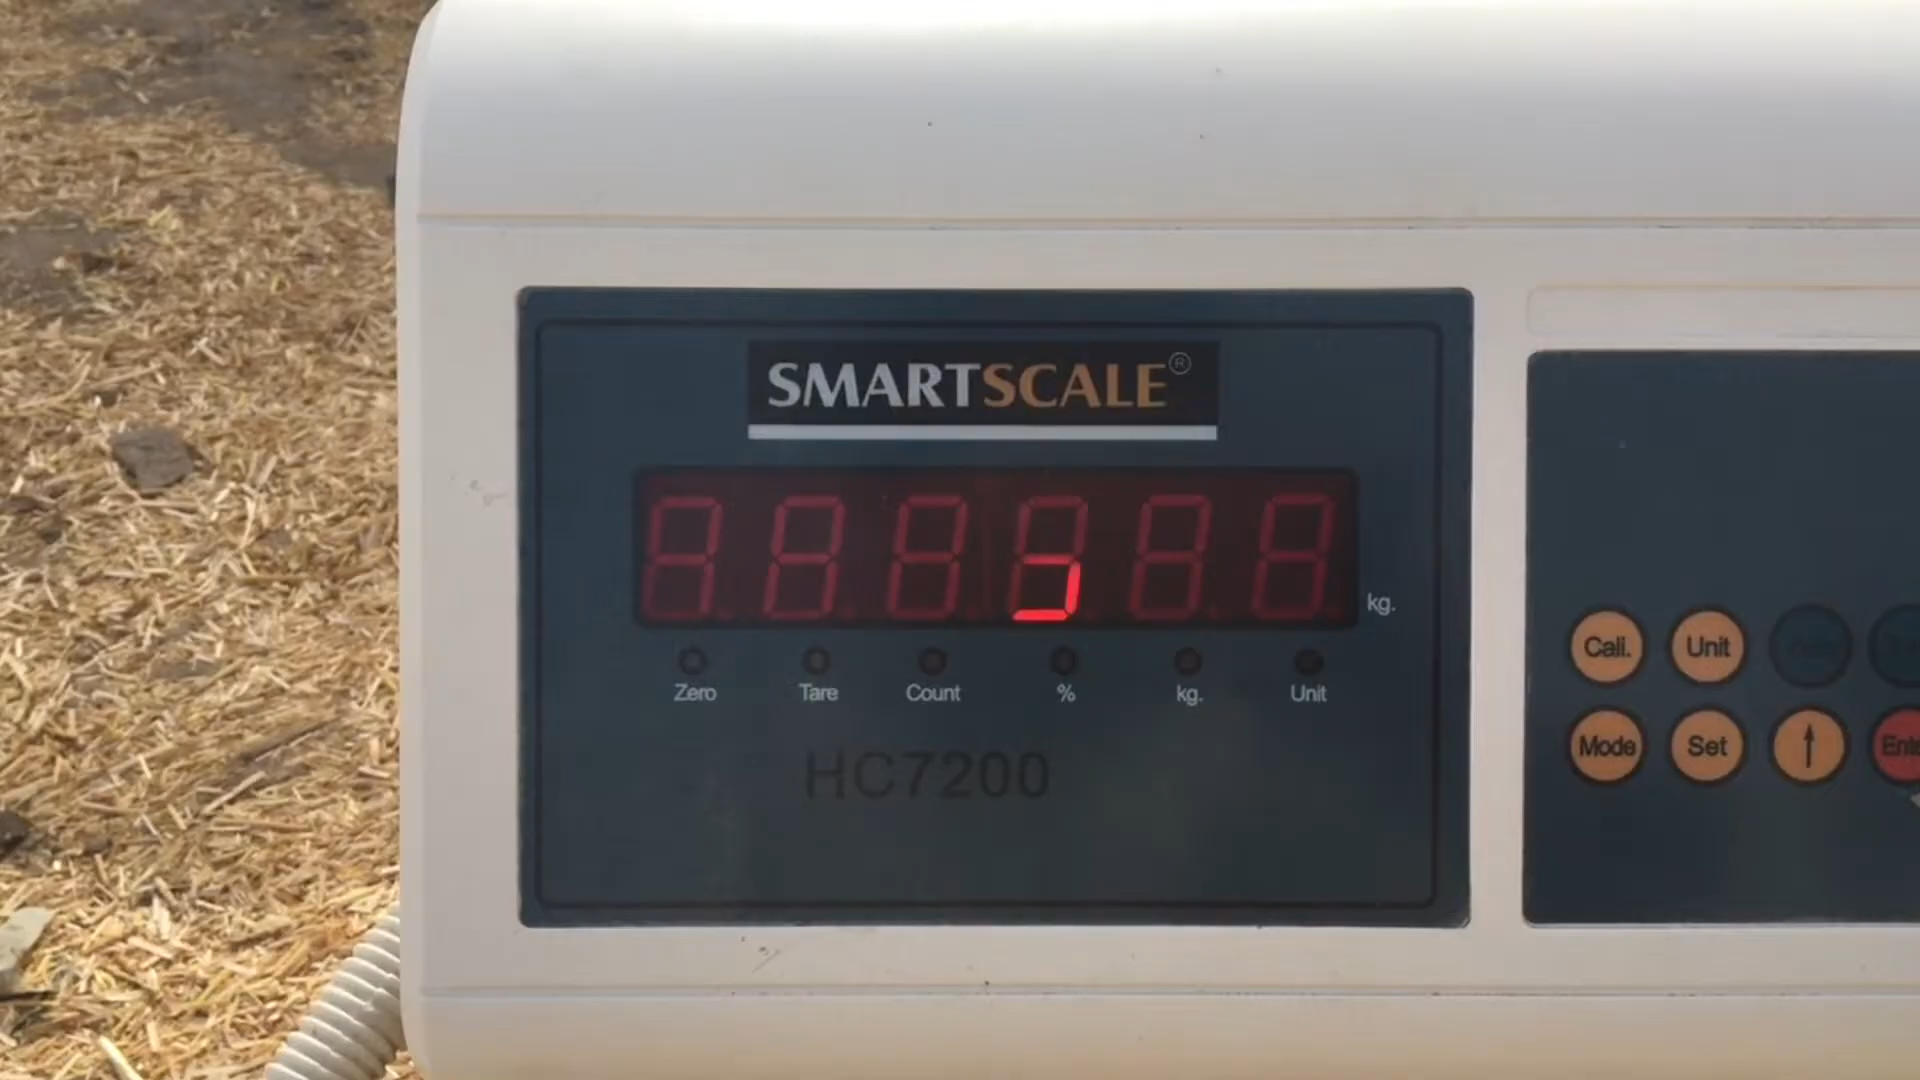 SMARTSCALE®
kg.
Zero Tare Count % kg. Unit
HC7200
Cali. Unit
Mode Set ↑